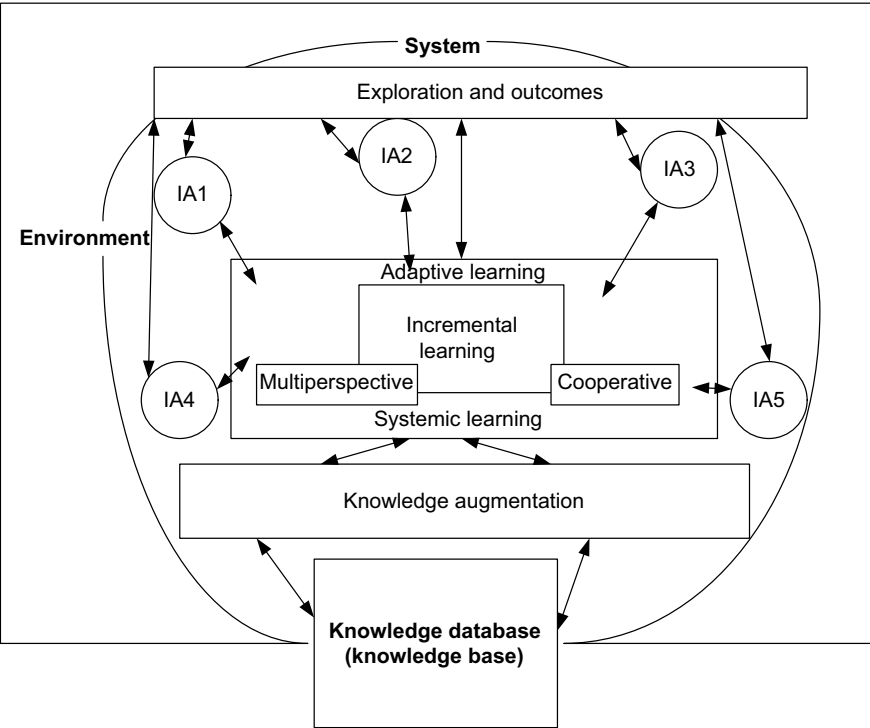 System
Exploration and outcomes
IA1
IA2
IA3
Environment
Adaptive learning
Incremental
learning
Multiperspective
Cooperative
Systemic learning
IA4
IA5
Knowledge augmentation
Knowledge database
(knowledge base)